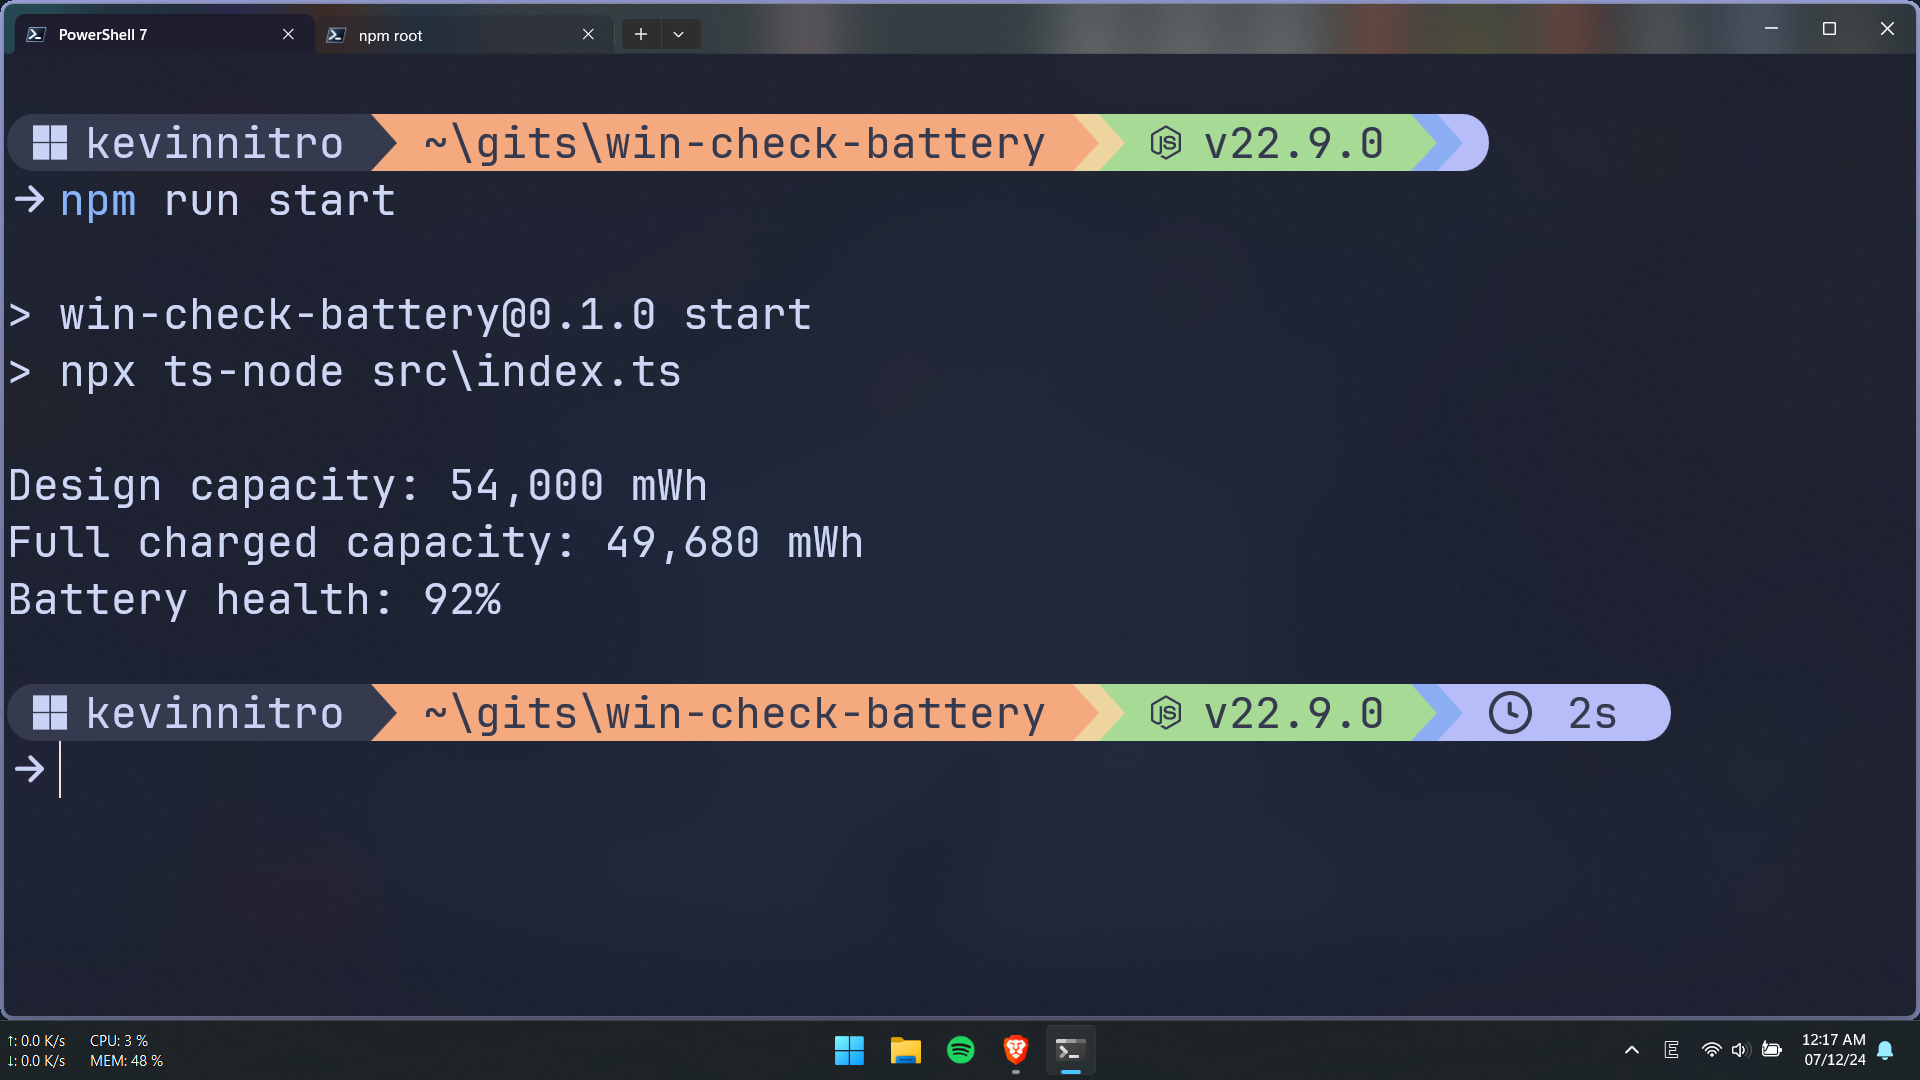 PowerShell 7
npm root
kevinnitro ~\gits\win-check-battery v22.9.0
npm run start
> win-check-battery@0.1.0 start
> npx ts-node src\index.ts
Design capacity: 54,000 mWh
Full charged capacity: 49,680 mWh
Battery health: 92%
kevinnitro ~\gits\win-check-battery v22.9.0 2s
↑: 0.0 K/s CPU: 3 %
↓: 0.0 K/s MEM: 48 %
E
12:17 AM
07/12/24